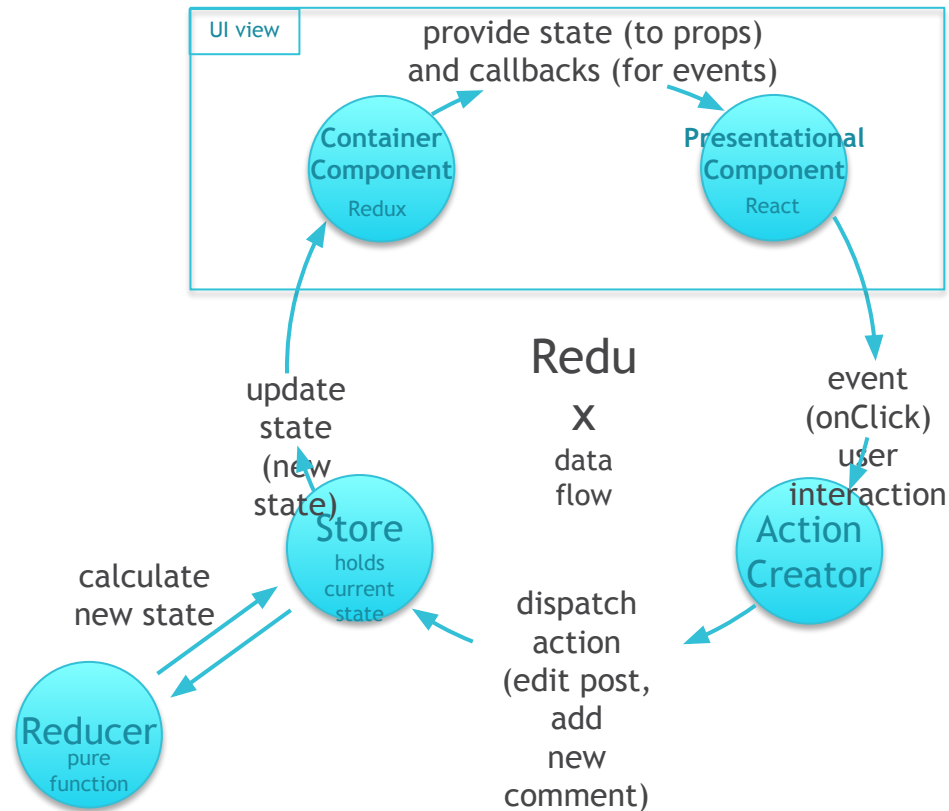 UI view
provide state (to props)
and callbacks (for events)
Container
Component
Redux
Presentational
Component
React
Redu
x
data
flow
update
state
(new
state)
event
(onClick)
user
interaction
Store
holds
current
state
Action
Creator
calculate
new state
dispatch
action
(edit post,
add
new
comment)
Reducer
pure
function